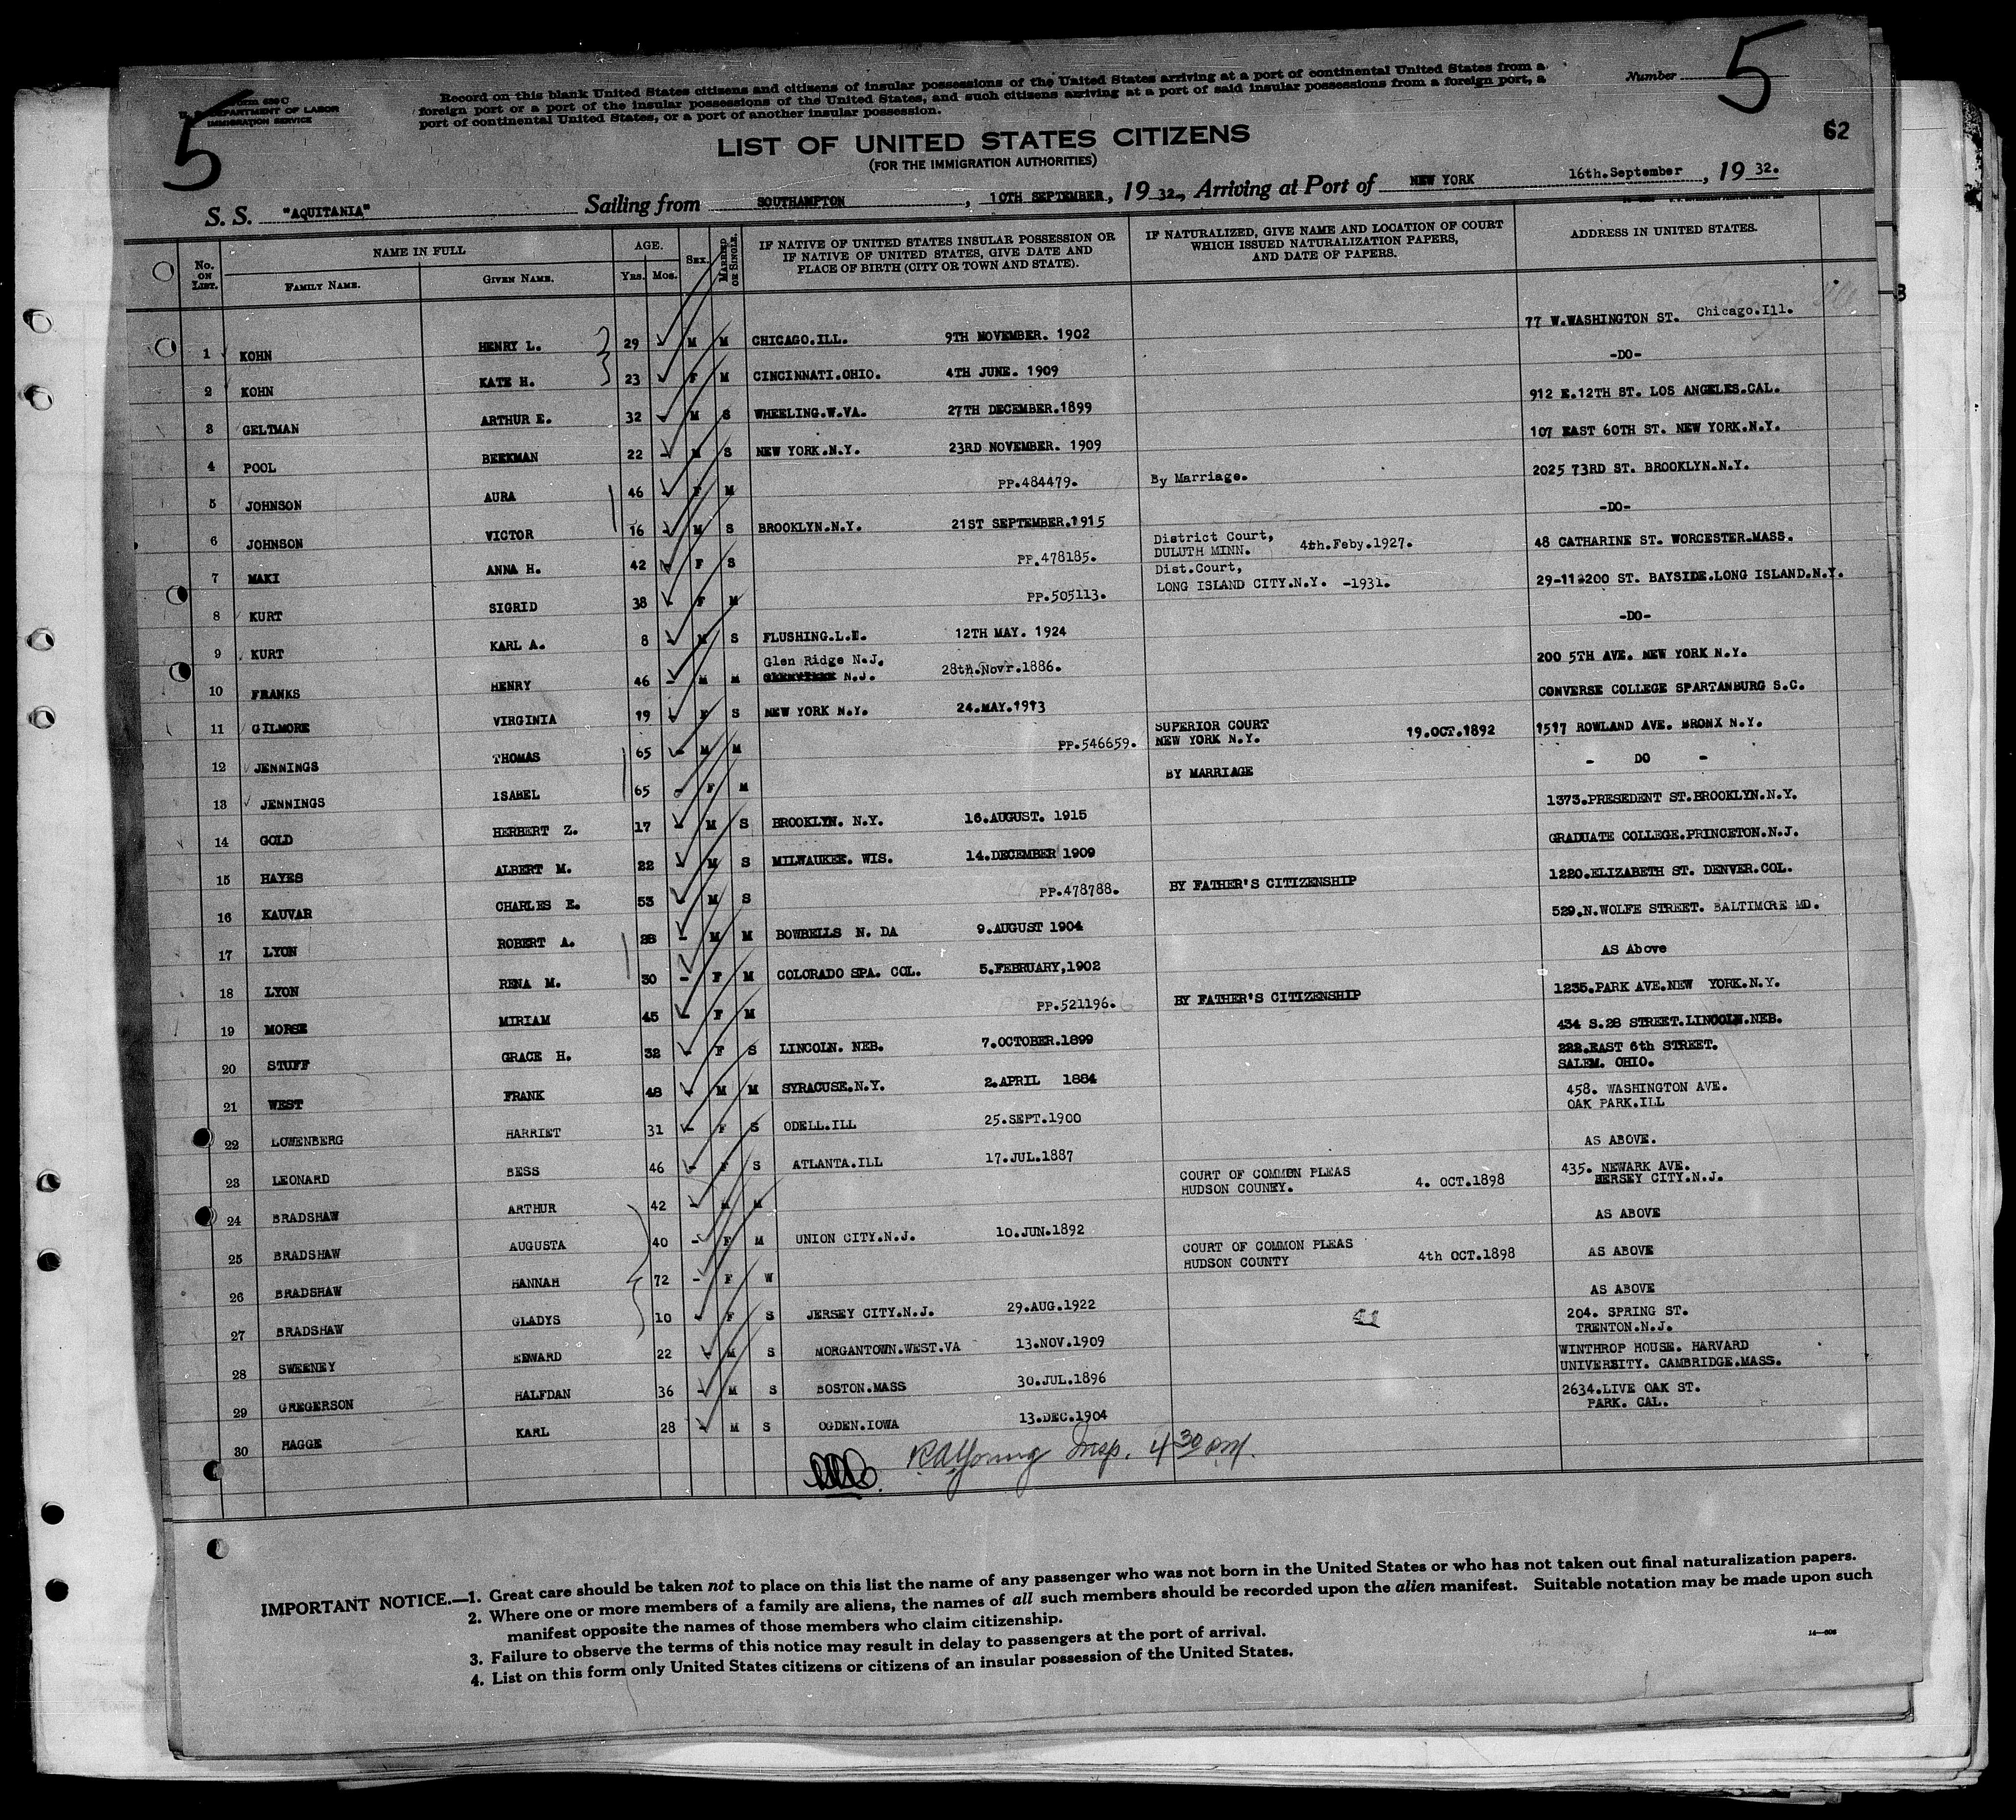 5
5
Form 630 C
U. S. DEPARTMENT OF LABOR
IMMIGRATION SERVICE
Record on this blank United States citizens and citizens of insular possessions of the United States arriving at a port of continental United States from a
foreign port or a port of the insular possessions of the United States, and such citizens arriving at a port of said insular possessions from a foreign port, a
port of continental United States, or a port of another insular possession.
Number
62
LIST OF UNITED STATES CITIZENS
(FOR THE IMMIGRATION AUTHORITIES)
S. S. "AQUITANIA" Sailing from SOUTHAMPTON, 10TH SEPTEMBER, 1932., Arriving at Port of NEW YORK 16th.September, 1932.
No. ON LIST. NAME IN FULL FAMILY NAME. GIVEN NAME. AGE. YRS. MOS. SEX. MARRIED OR SINGLE. IF NATIVE OF UNITED STATES INSULAR POSSESSION OR IF NATIVE OF UNITED STATES, GIVE DATE AND PLACE OF BIRTH (CITY OR TOWN AND STATE). IF NATURALIZED, GIVE NAME AND LOCATION OF COURT WHICH ISSUED NATURALIZATION PAPERS, AND DATE OF PAPERS. ADDRESS IN UNITED STATES.
1 KOHN HENRY L. 29 M M CHICAGO.ILL. 9TH NOVEMBER. 1902 77 W.WASHINGTON ST. Chicago.Ill.
2 KOHN KATE H. 23 F M CINCINNATI.OHIO. 4TH JUNE. 1909 -DO-
3 GELTMAN ARTHUR E. 32 M S WHEELING.W.VA. 27TH DECEMBER.1899 912 E.12TH ST. LOS ANGELES.CAL.
4 POOL BEEKMAN 22 M S NEW YORK.N.Y. 23RD NOVEMBER. 1909 107 EAST 60TH ST. NEW YORK.N.Y.
5 JOHNSON AURA 46 F M PP.484479. By Marriage. 2025 73RD ST. BROOKLYN.N.Y.
6 JOHNSON VICTOR 16 M S BROOKLYN.N.Y. 21ST SEPTEMBER.1915 -DO-
7 MAKI ANNA H. 42 F S PP.478185. District Court, DULUTH MINN. 4th.Feby.1927. 48 CATHARINE ST. WORCESTER.MASS.
8 KURT SIGRID 38 F M PP.505113. Dist.Court, LONG ISLAND CITY.N.Y. -1931. 29-11 200 ST. BAYSIDE.LONG ISLAND.N.Y.
9 KURT KARL A. 8 M S FLUSHING.L.I. 12TH MAY. 1924 -DO-
10 FRANKS HENRY 46 M M Glen Ridge N.J. N.J. 28th.Novr.1886. 200 5TH AVE. NEW YORK N.Y.
11 GILMORE VIRGINIA 19 F S NEW YORK N.Y. 24.MAY.1913 CONVERSE COLLEGE SPARTANBURG S.C.
12 JENNINGS THOMAS 65 M M PP.546659. SUPERIOR COURT NEW YORK N.Y. 19.OCT.1892 1517 ROWLAND AVE. BRONX N.Y.
13 JENNINGS ISABEL 65 F M BY MARRIAGE - DO -
14 GOLD HERBERT Z. 17 M S BROOKLYN. N.Y. 16.AUGUST. 1915 1373.PRESEDENT ST.BROOKLYN.N.Y.
15 HAYES ALBERT M. 22 M S MILWAUKEE. WIS. 14.DECEMBER 1909 GRADUATE COLLEGE.PRINCETON.N.J.
16 KAUVAR CHARLES E. 53 M S PP.478788. BY FATHER'S CITIZENSHIP 1220.ELIZABETH ST. DENVER.COL.
17 LYON ROBERT A. 28 M M BOWBELLS N. DA 9.AUGUST 1904 529.N.WOLFE STREET. BALTIMORE MD.
18 LYON RENA M. 30 F M COLORADO SPA. COL. 5.FEBRUARY,1902 AS Above
19 MORSE MIRIAM 45 F M PP.521196. BY FATHER'S CITIZENSHIP 1235.PARK AVE.NEW YORK.N.Y.
20 STUFF GRACE H. 32 F S LINCOLN. NEB. 7.OCTOBER.1899 434 S.28 STREET.LINCOLN.NEB.
21 WEST FRANK 48 M M SYRACUSE.N.Y. 2.APRIL 1884 222.EAST 6th STREET. SALEM. OHIO.
22 LOWENBERG HARRIET 31 F S ODELL.ILL 25.SEPT.1900 458. WASHINGTON AVE. OAK PARK.ILL
23 LEONARD BESS 46 F S ATLANTA.ILL 17.JUL.1887 AS ABOVE.
24 BRADSHAW ARTHUR 42 M M COURT OF COMMON PLEAS HUDSON COUNEY. 4. OCT.1898 435. NEWARK AVE. JERSEY CITY.N.J.
25 BRADSHAW AUGUSTA 40 F M UNION CITY.N.J. 10.JUN.1892 AS ABOVE
26 BRADSHAW HANNAH 72 F W COURT OF COMMON PLEAS HUDSON COUNTY 4th OCT.1898 AS ABOVE
27 BRADSHAW GLADYS 10 F S JERSEY CITY.N.J. 29.AUG.1922 AS ABOVE
28 SWEENEY EDWARD 22 M S MORGANTOWN.WEST.VA 13.NOV.1909 204. SPRING ST. TRENTON.N.J.
29 GREGERSON HALFDAN 36 M S BOSTON.MASS 30.JUL.1896 WINTHROP HOUSE. HARVARD UNIVERSITY. CAMBRIDGE.MASS.
30 HAGGE KARL 28 M S OGDEN.IOWA 13.DEC.1904 2634.LIVE OAK ST. PARK. CAL.
RA Young Insp. 4 30 PM.
IMPORTANT NOTICE.—1. Great care should be taken not to place on this list the name of any passenger who was not born in the United States or who has not taken out final naturalization papers.
2. Where one or more members of a family are aliens, the names of all such members should be recorded upon the alien manifest. Suitable notation may be made upon such
manifest opposite the names of those members who claim citizenship.
3. Failure to observe the terms of this notice may result in delay to passengers at the port of arrival.
4. List on this form only United States citizens or citizens of an insular possession of the United States.
14—606